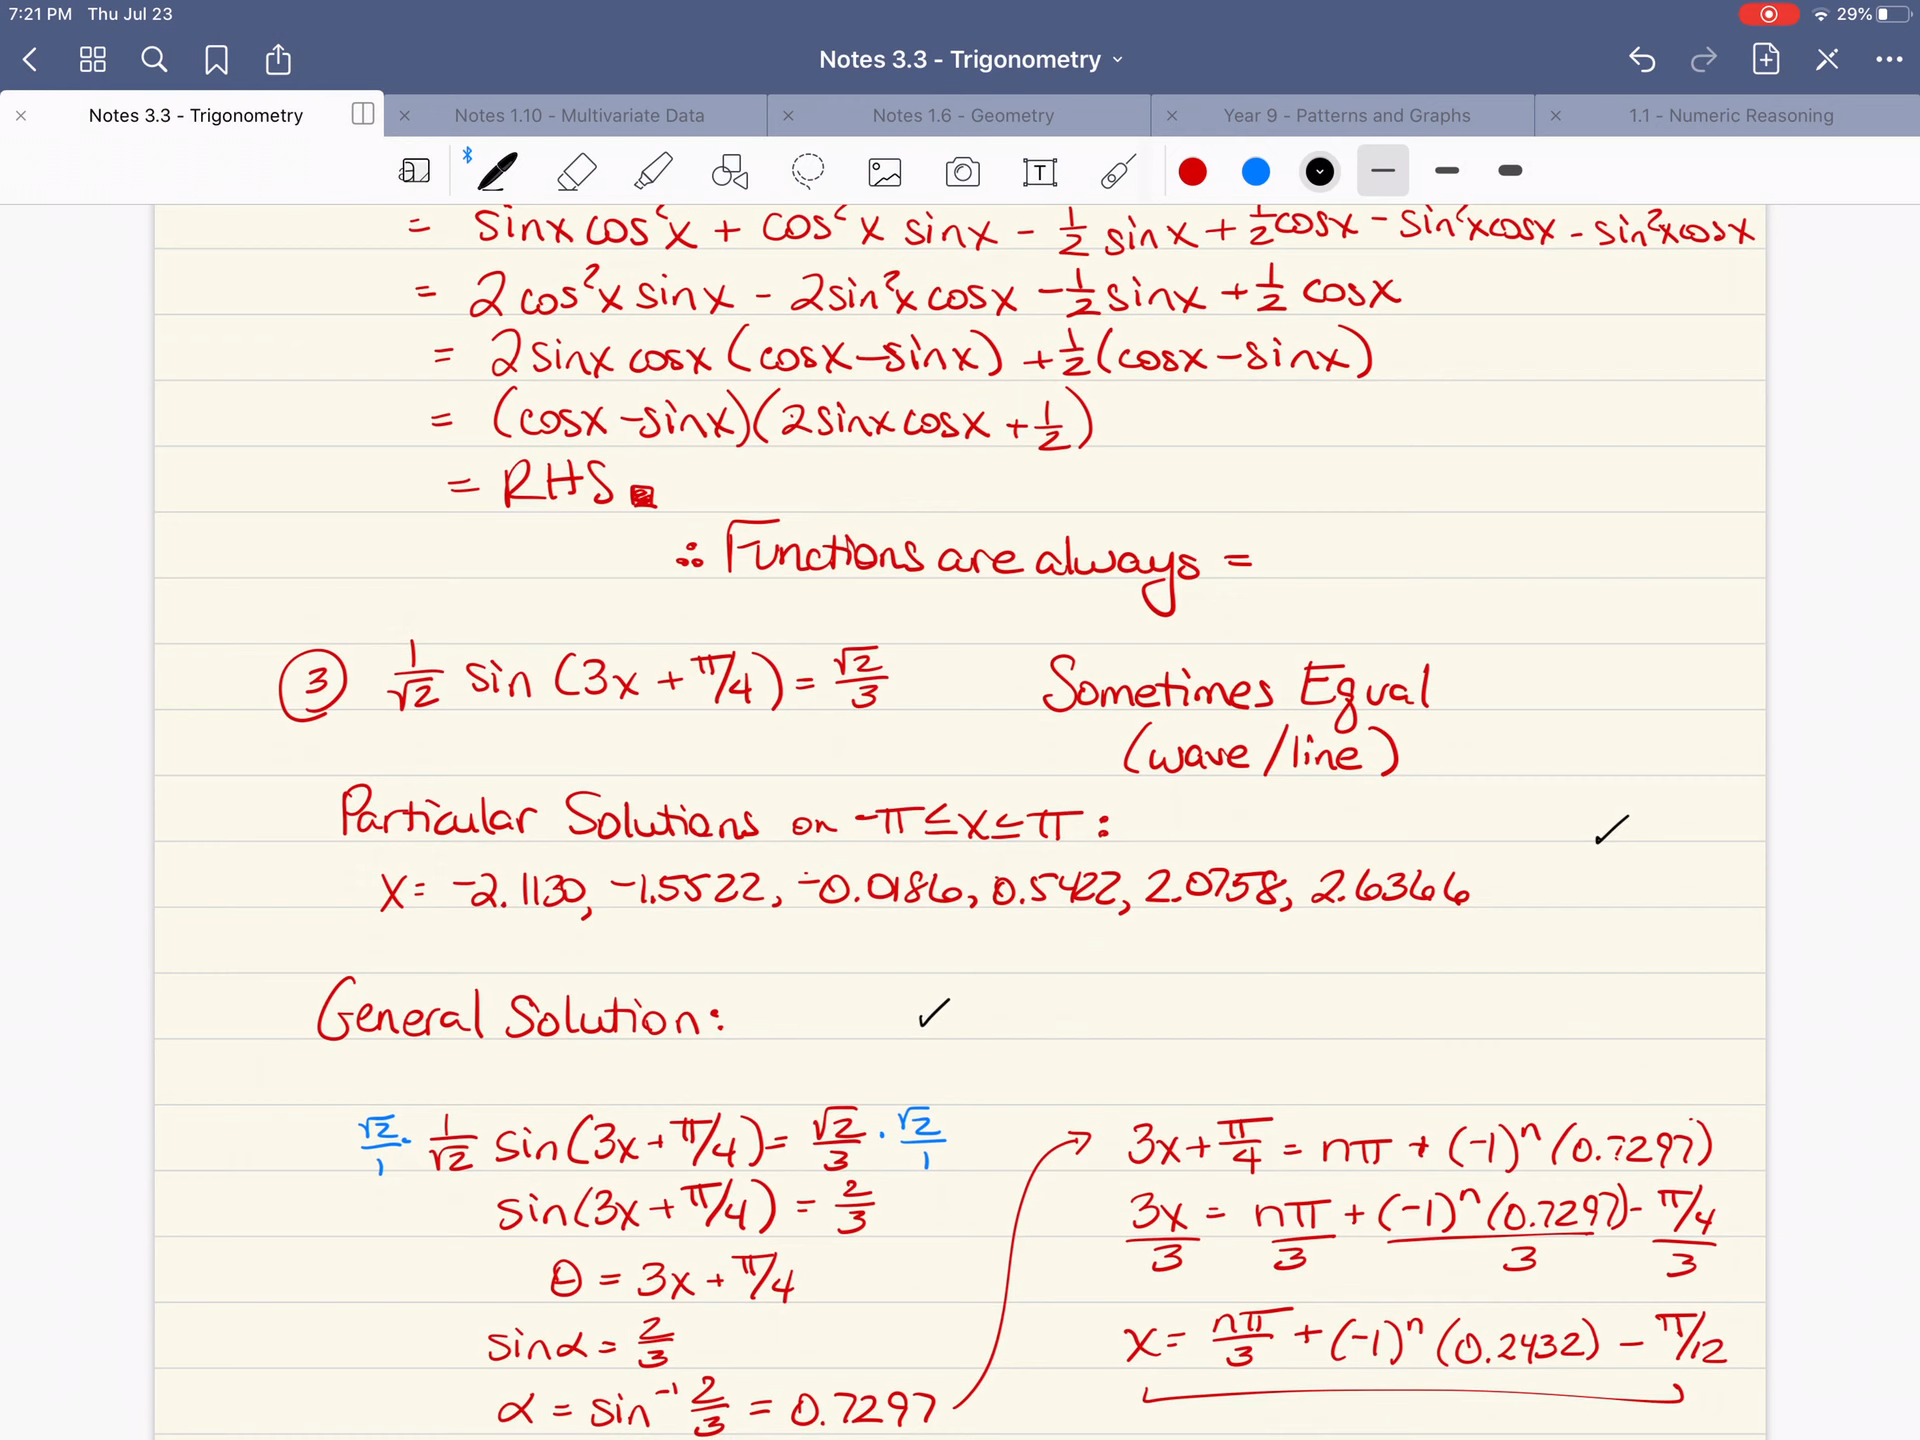 7:21 PM Thu Jul 23 29%
Notes 3.3 - Trigonometry
Notes 3.3 - Trigonometry Notes 1.10 - Multivariate Data Notes 1.6 - Geometry Year 9 - Patterns and Graphs 1.1 - Numeric Reasoning
= sinx cos²x + cos²x sinx - 1/2 sinx + 1/2 cosx - sin²xcosx - sin²xcosx
= 2cos²x sinx - 2sin²x cosx - 1/2 sinx + 1/2 cosx
= 2sinx cosx (cosx-sinx) + 1/2 (cosx-sinx)
= (cosx-sinx)(2sinx cosx + 1/2)
= RHS
∴ Functions are always =
③ 1/√2 sin (3x + π/4) = √2/3 Sometimes Equal
(wave/line)
Particular Solutions on -π ≤ x ≤ π: ✓
X = -2.1130, -1.5522, -0.0186, 0.5422, 2.0758, 2.6366
General Solution: ✓
√2/1 · 1/√2 sin(3x+π/4) = √2/3 · √2/1
sin(3x+π/4) = 2/3
θ = 3x + π/4
sinα = 2/3
α = sin⁻¹ 2/3 = 0.7297
3x + π/4 = nπ + (-1)ⁿ (0.7297)
3x/3 = nπ/3 + (-1)ⁿ(0.7297)/3 - π/4/3
x = nπ/3 + (-1)ⁿ (0.2432) - π/12